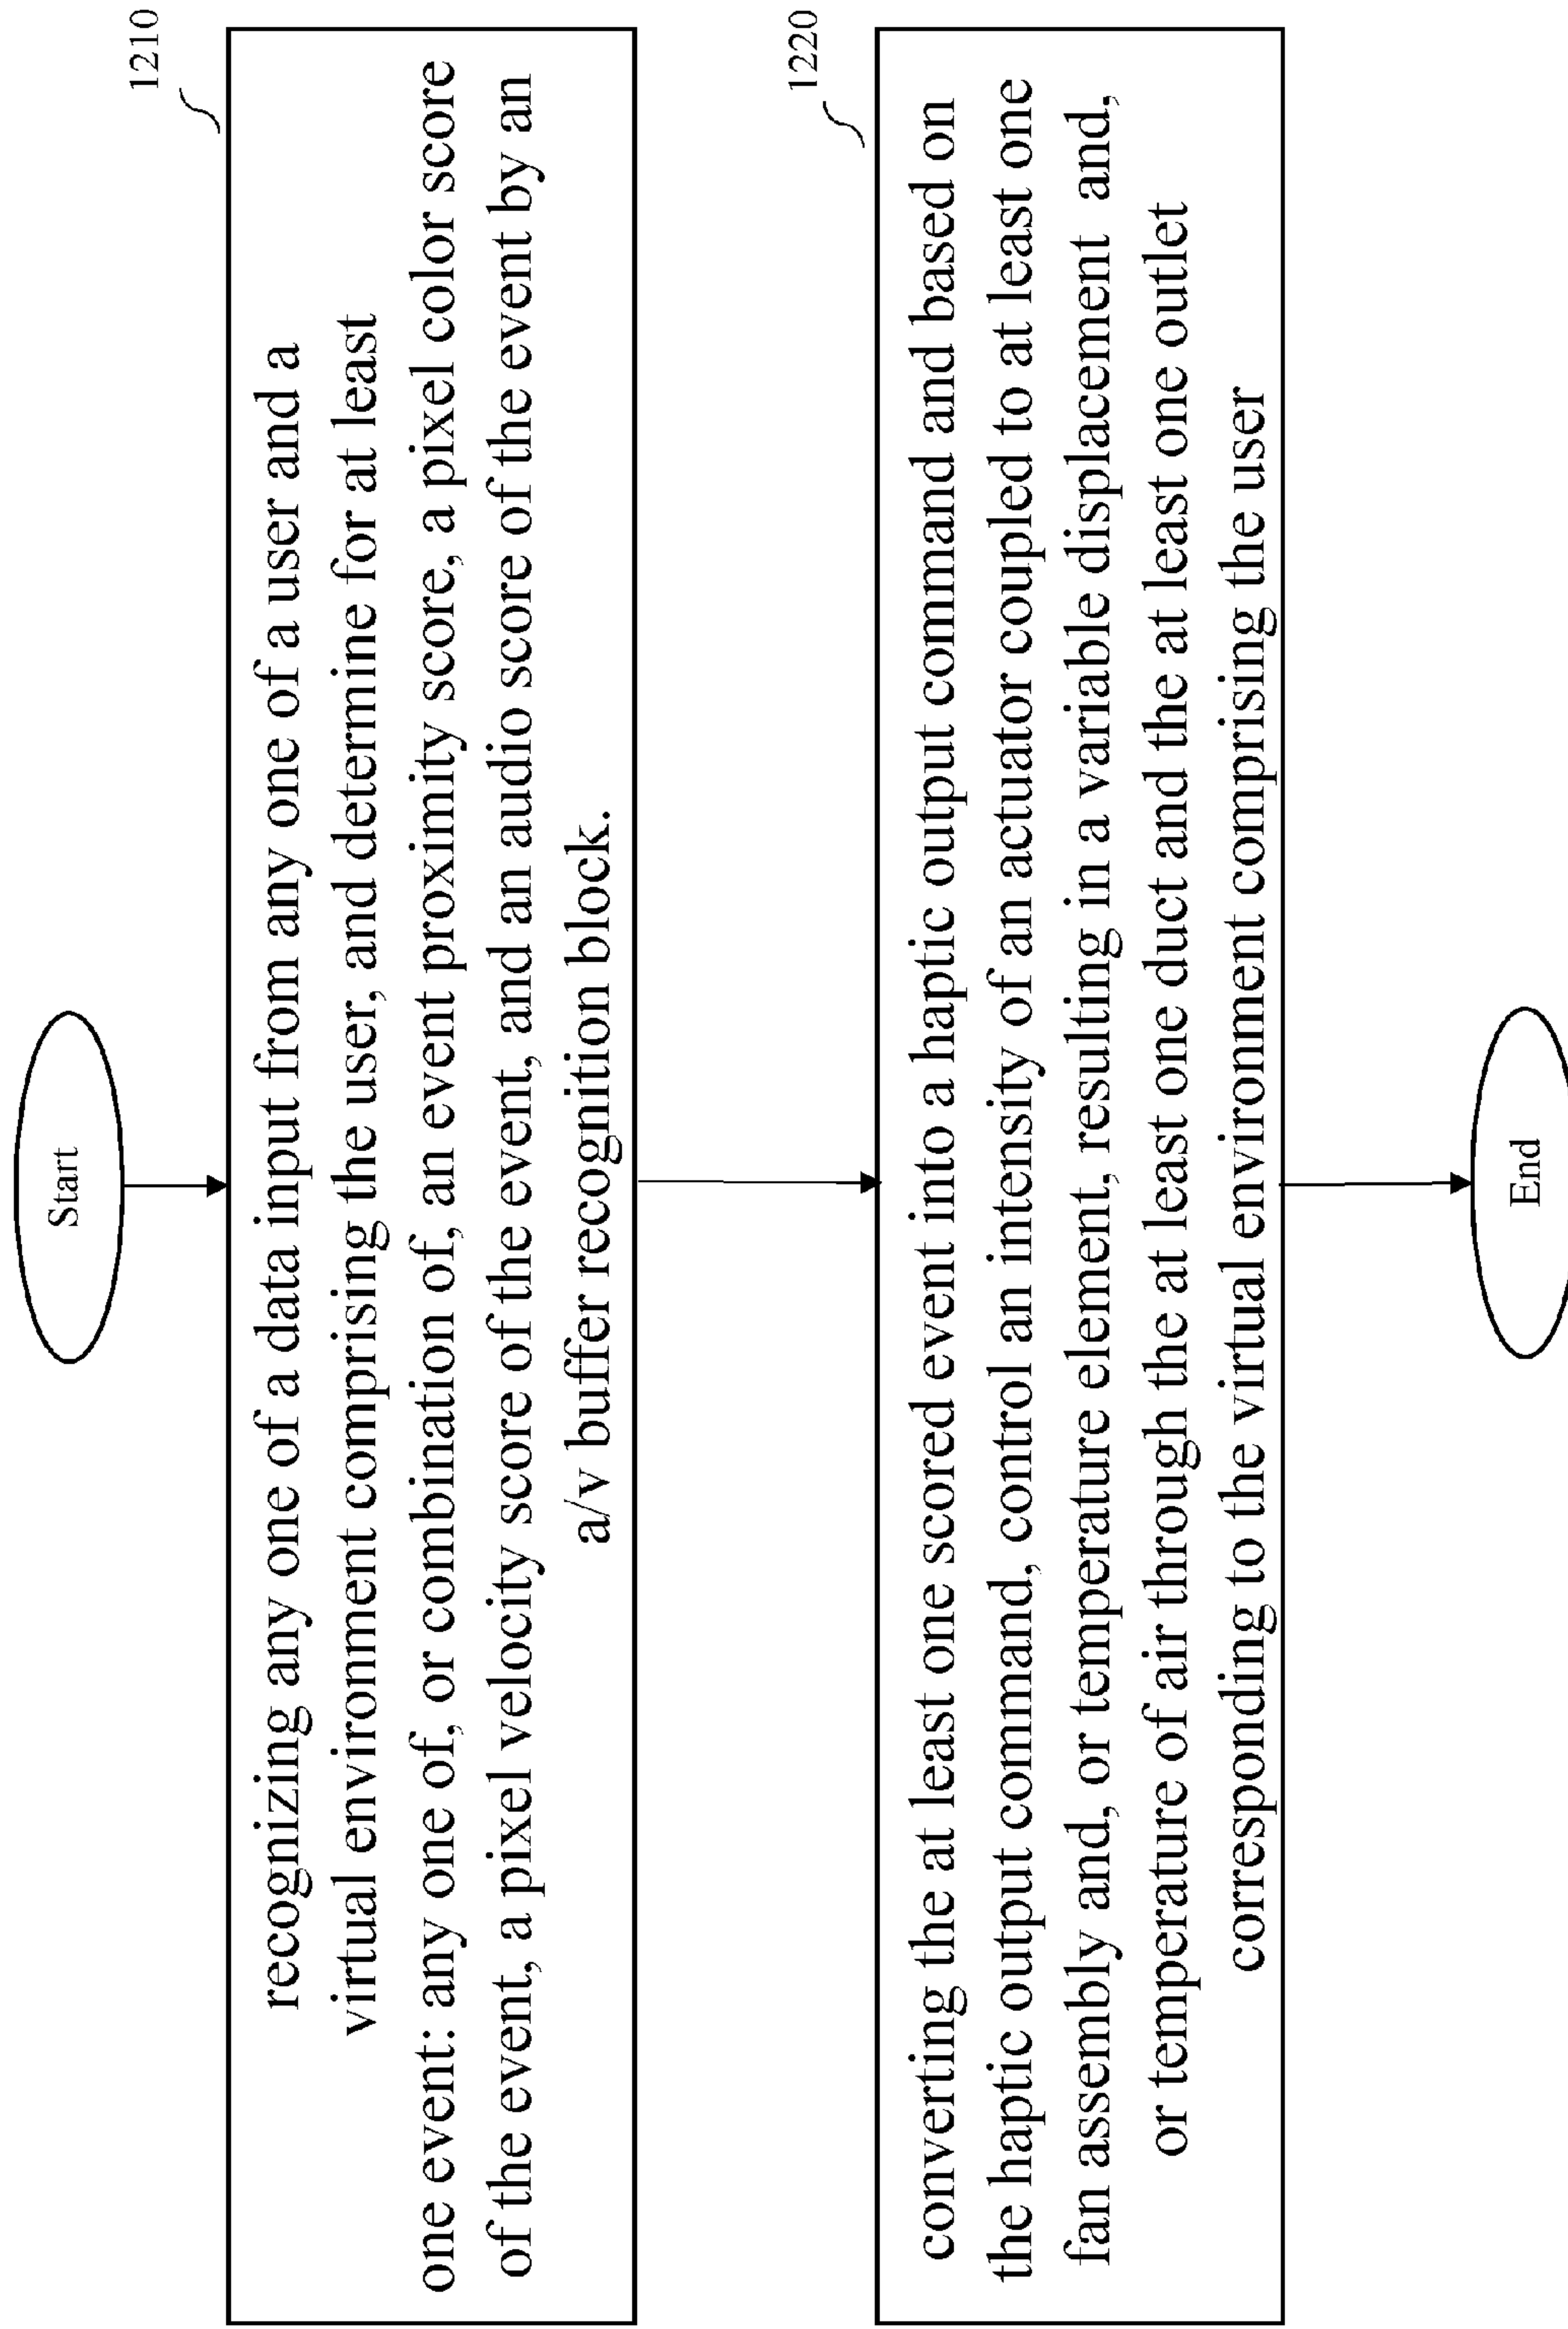 Start
1210
recognizing any one of a data input from any one of a user and a
virtual environment comprising the user, and determine for at least
one event: any one of, or combination of, an event proximity score, a pixel color score
of the event, a pixel velocity score of the event, and an audio score of the event by an
a/v buffer recognition block.
1220
converting the at least one scored event into a haptic output command and based on
the haptic output command, control an intensity of an actuator coupled to at least one
fan assembly and, or temperature element, resulting in a variable displacement and,
or temperature of air through the at least one duct and the at least one outlet
corresponding to the virtual environment comprising the user
End